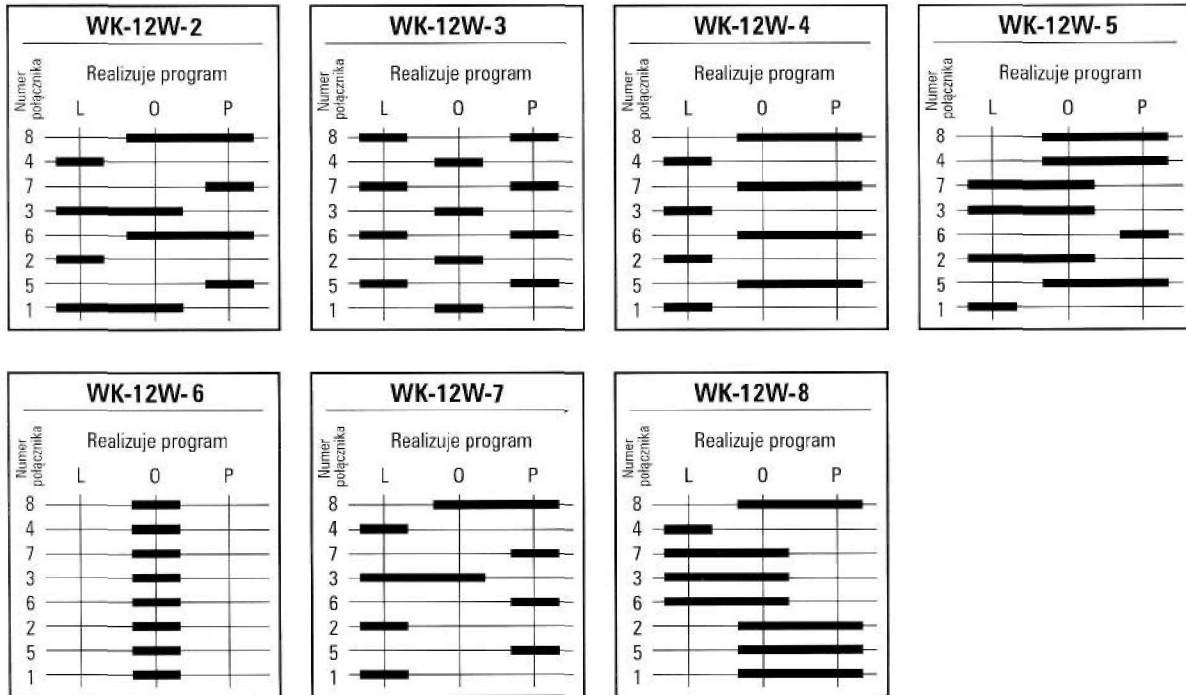 WK-12W-2
Numer połącznika
Realizuje program
L O P
8
4
7
3
6
2
5
1
WK-12W-3
Numer połącznika
Realizuje program
L O P
8
4
7
3
6
2
5
1
WK-12W-4
Numer połącznika
Realizuje program
L O P
8
4
7
3
6
2
5
1
WK-12W-5
Numer połącznika
Realizuje program
L O P
8
4
7
3
6
2
5
1
WK-12W-6
Numer połącznika
Realizuje program
L O P
8
4
7
3
6
2
5
1
WK-12W-7
Numer połącznika
Realizuje program
L O P
8
4
7
3
6
2
5
1
WK-12W-8
Numer połącznika
Realizuje program
L O P
8
4
7
3
6
2
5
1